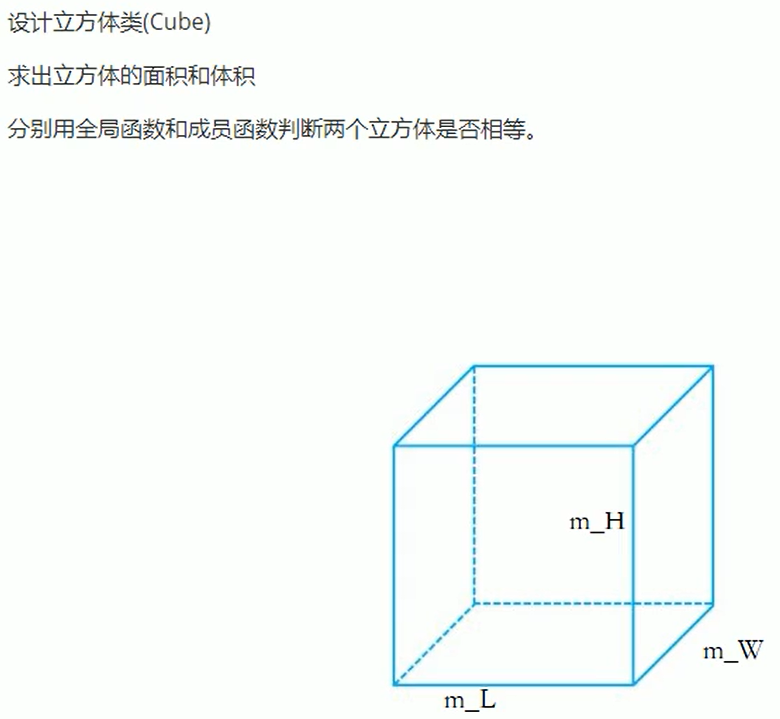 设计立方体类(Cube)
求出立方体的面积和体积
分别用全局函数和成员函数判断两个立方体是否相等。
m_H
m_W
m_L